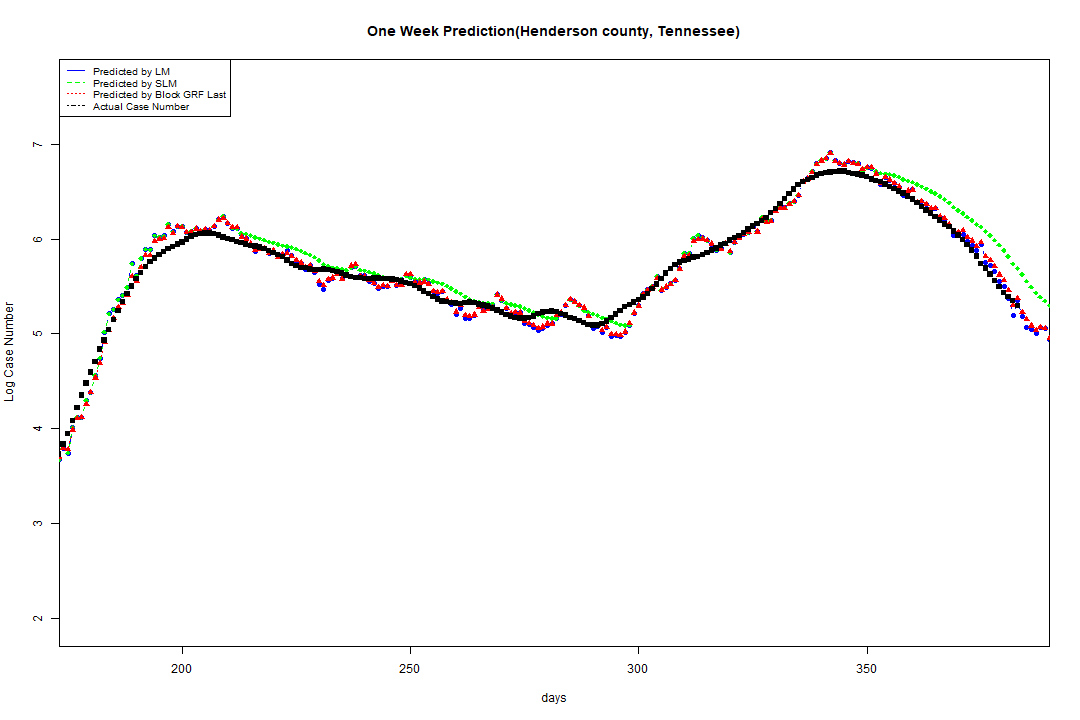 One Week Prediction(Henderson county, Tennessee)
Predicted by LM
Predicted by SLM
Predicted by Block GRF Last
Actual Case Number
7
6
5
4
3
2
Log Case Number
200 250 300 350
days